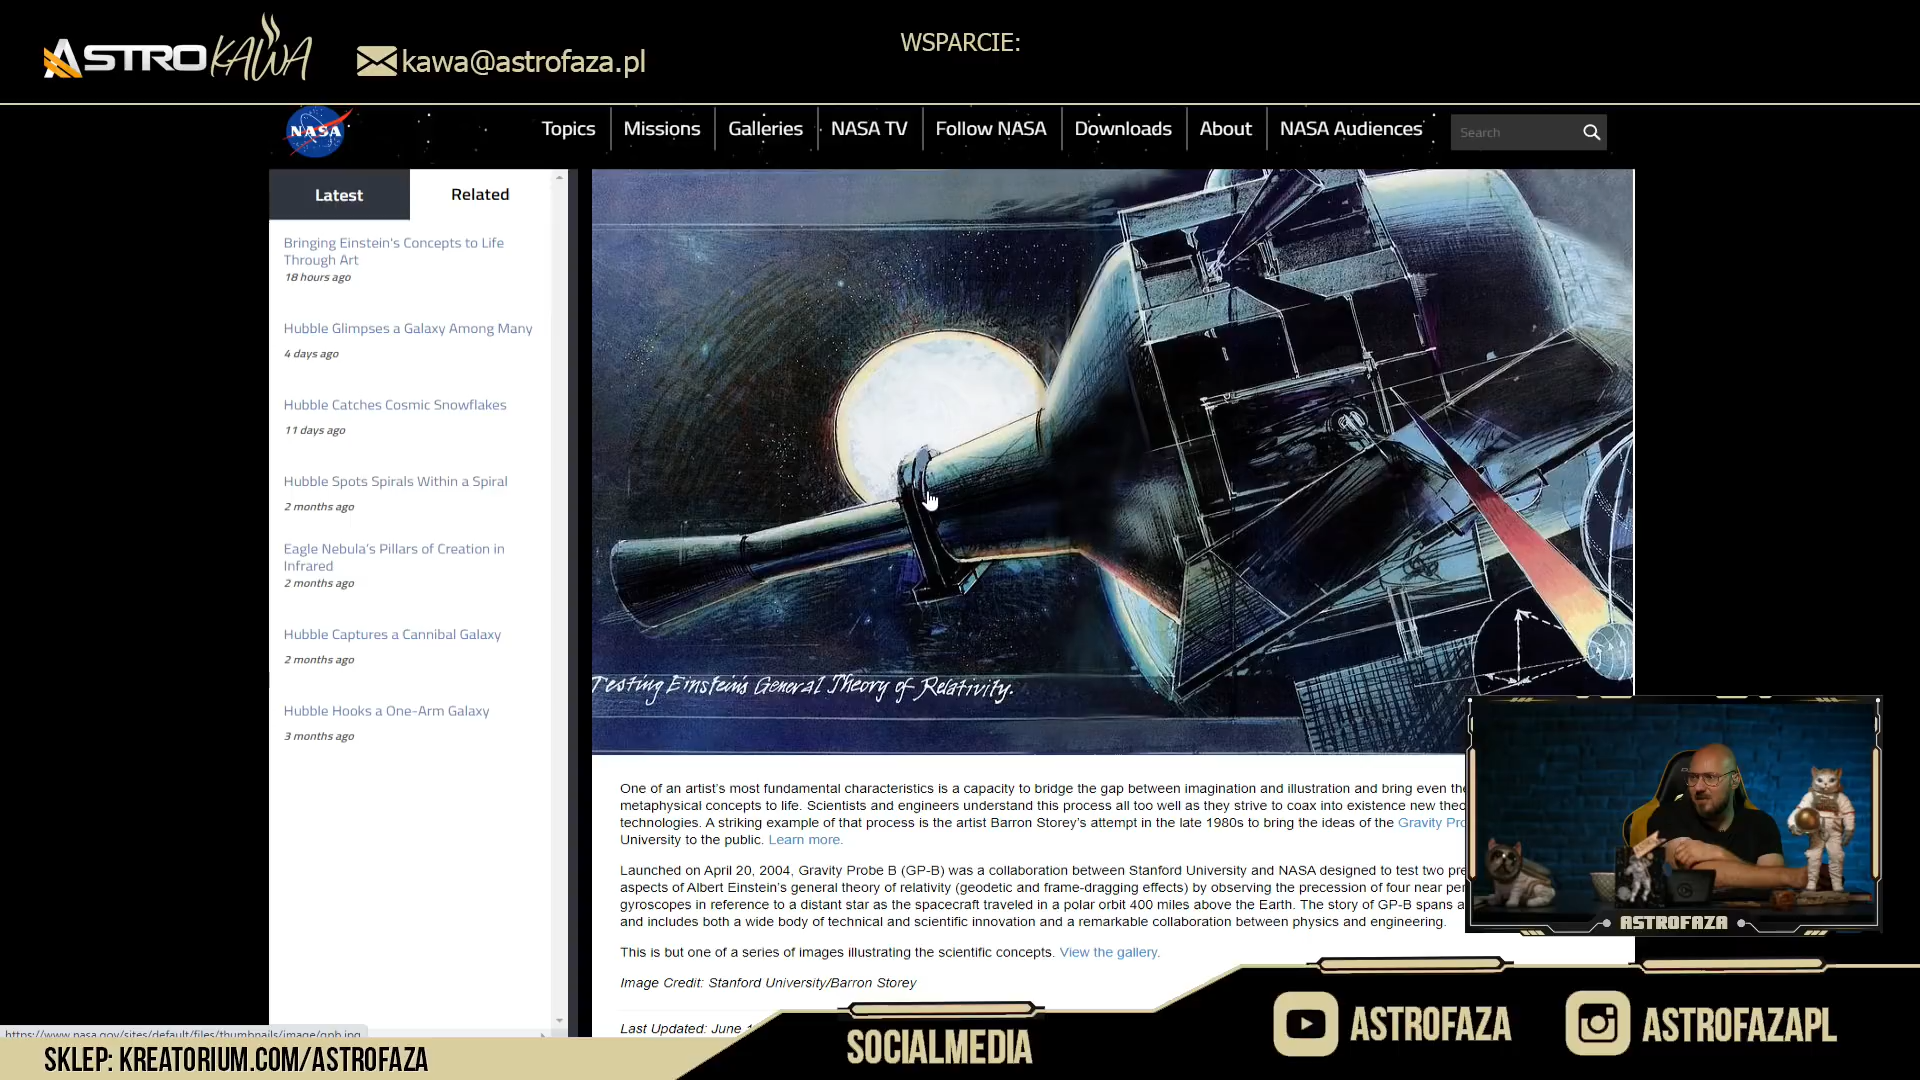 ASTRO KAWA
kawa@astrofaza.pl
WSPARCIE:
NASA
Topics
Missions
Galleries
NASA TV
Follow NASA
Downloads
About
NASA Audiences
Search
Latest
Related
Bringing Einstein's Concepts to Life
Through Art
18 hours ago
Hubble Glimpses a Galaxy Among Many
4 days ago
Hubble Catches Cosmic Snowflakes
11 days ago
Hubble Spots Spirals Within a Spiral
2 months ago
Eagle Nebula's Pillars of Creation in
Infrared
2 months ago
Hubble Captures a Cannibal Galaxy
2 months ago
Hubble Hooks a One-Arm Galaxy
3 months ago
Testing Einstein's General Theory of Relativity.
One of an artist's most fundamental characteristics is a capacity to bridge the gap between imagination and illustration and bring even the
metaphysical concepts to life. Scientists and engineers understand this process all too well as they strive to coax into existence new theo
technologies. A striking example of that process is the artist Barron Storey's attempt in the late 1980s to bring the ideas of the Gravity Pro
University to the public. Learn more.
Launched on April 20, 2004, Gravity Probe B (GP-B) was a collaboration between Stanford University and NASA designed to test two pre
aspects of Albert Einstein's general theory of relativity (geodetic and frame-dragging effects) by observing the precession of four near per
gyroscopes in reference to a distant star as the spacecraft traveled in a polar orbit 400 miles above the Earth. The story of GP-B spans a
and includes both a wide body of technical and scientific innovation and a remarkable collaboration between physics and engineering.
This is but one of a series of images illustrating the scientific concepts. View the gallery.
Image Credit: Stanford University/Barron Storey
Last Updated: June
https://www.nasa.gov/sites/default/files/thumbnails/image/gpb.jpg
ASTROFAZA
SKLEP: KREATORIUM.COM/ASTROFAZA
SOCIALMEDIA
ASTROFAZA
ASTROFAZAPL